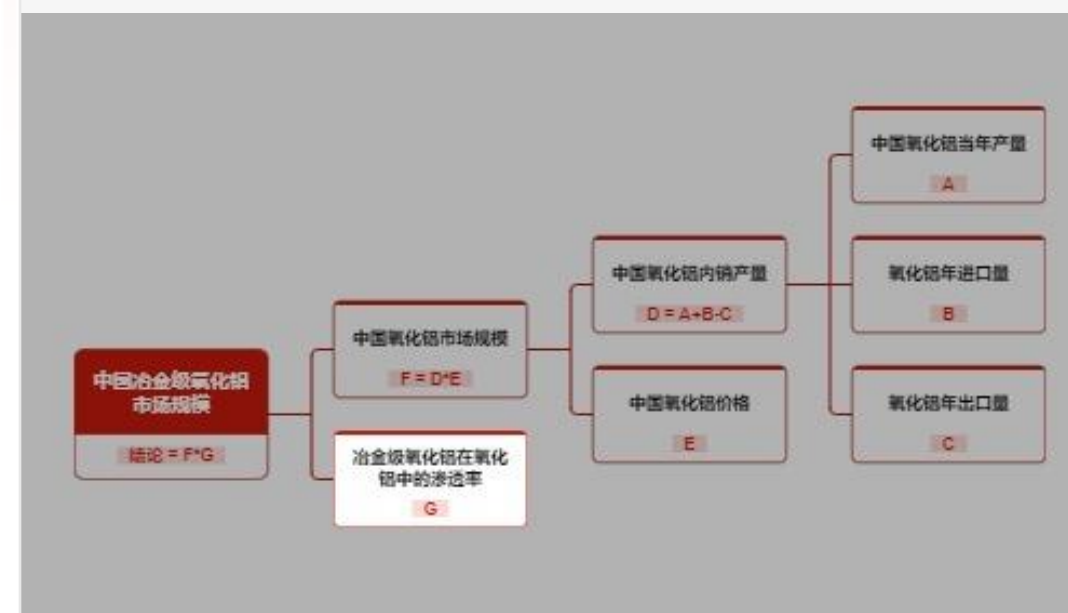 中国冶金级氧化铝
市场规模
结论 = F*G
中国氧化铝市场规模
F = D*E
冶金级氧化铝在氧化
铝中的渗透率
G
中国氧化铝内销产量
D = A+B-C
中国氧化铝价格
E
中国氧化铝当年产量
A
氧化铝年进口量
B
氧化铝年出口量
C